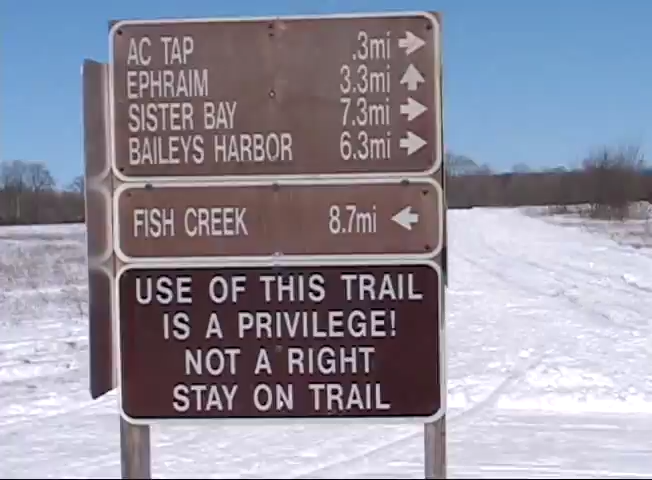 AC TAP .3mi →
EPHRAIM 3.3mi ↑
SISTER BAY 7.3mi →
BAILEYS HARBOR 6.3mi →
FISH CREEK 8.7mi ←
USE OF THIS TRAIL
IS A PRIVILEGE!
NOT A RIGHT
STAY ON TRAIL